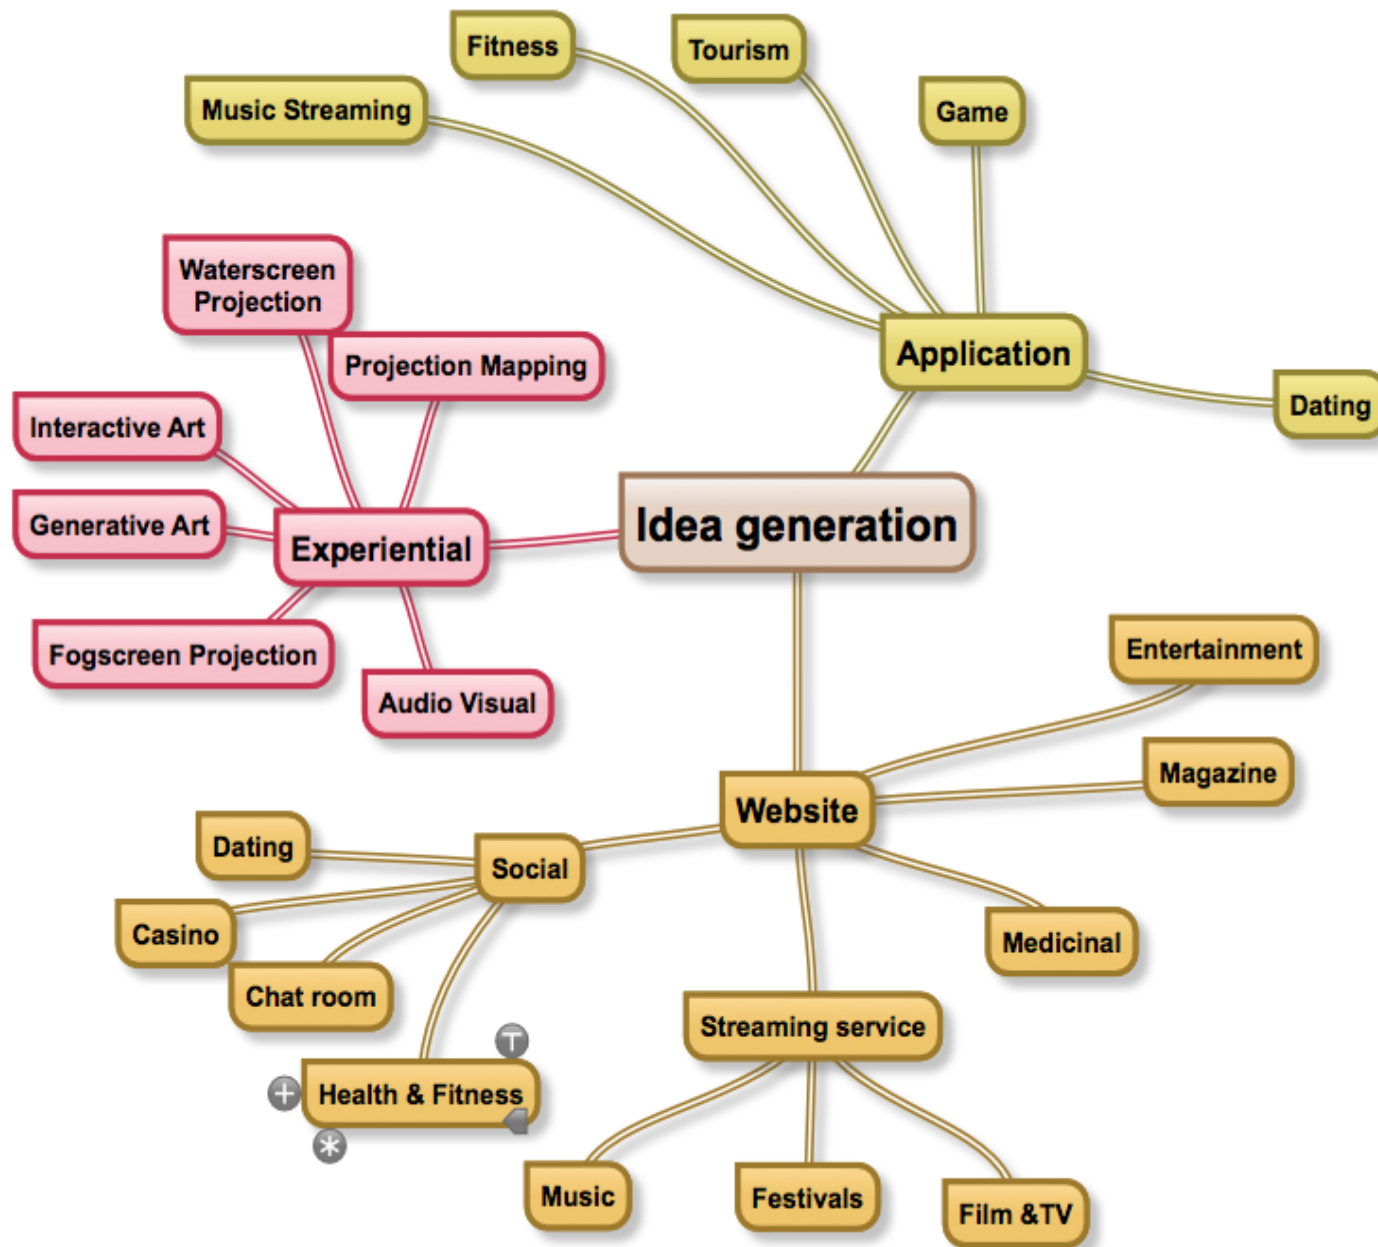 Fitness
Tourism
Music Streaming
Game
Waterscreen
Projection
Projection Mapping
Application
Dating
Interactive Art
Generative Art
Experiential
Idea generation
Fogscreen Projection
Audio Visual
Entertainment
Magazine
Website
Dating
Social
Casino
Chat room
Medicinal
Streaming service
Health & Fitness
Music
Festivals
Film &TV